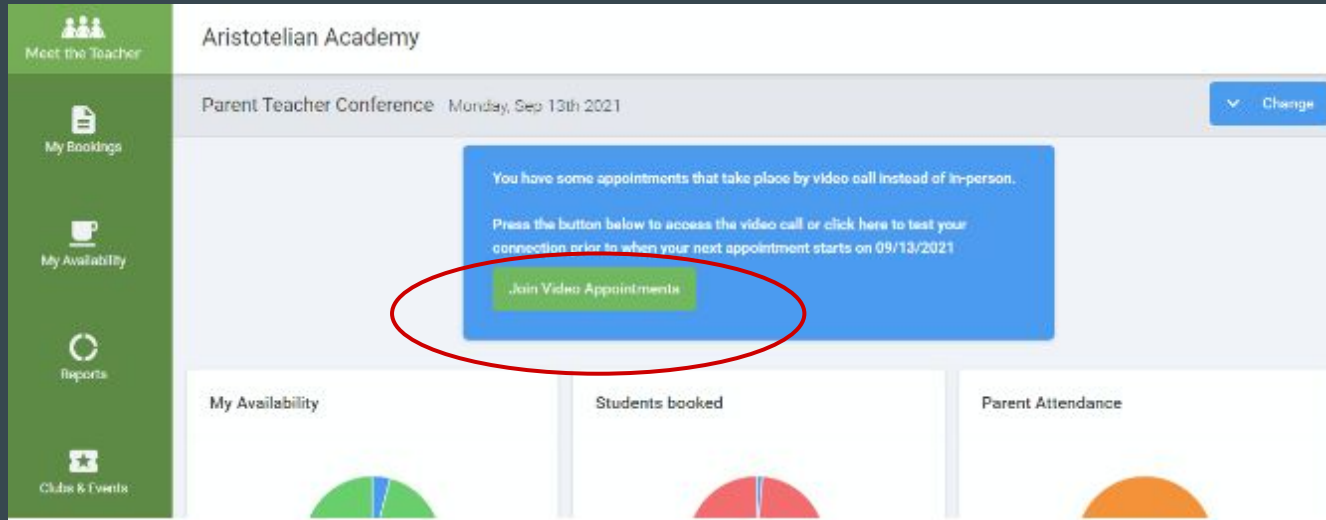 Meet the Teacher
Aristotelian Academy
Parent Teacher Conference Monday, Sep 13th 2021
Change
My Bookings
You have some appointments that take place by video call instead of in-person.
Press the button below to access the video call or click here to test your
connection prior to when your next appointment starts on 09/13/2021
My Availability
Join Video Appointments
Reports
My Availability
Students booked
Parent Attendance
Clubs & Events